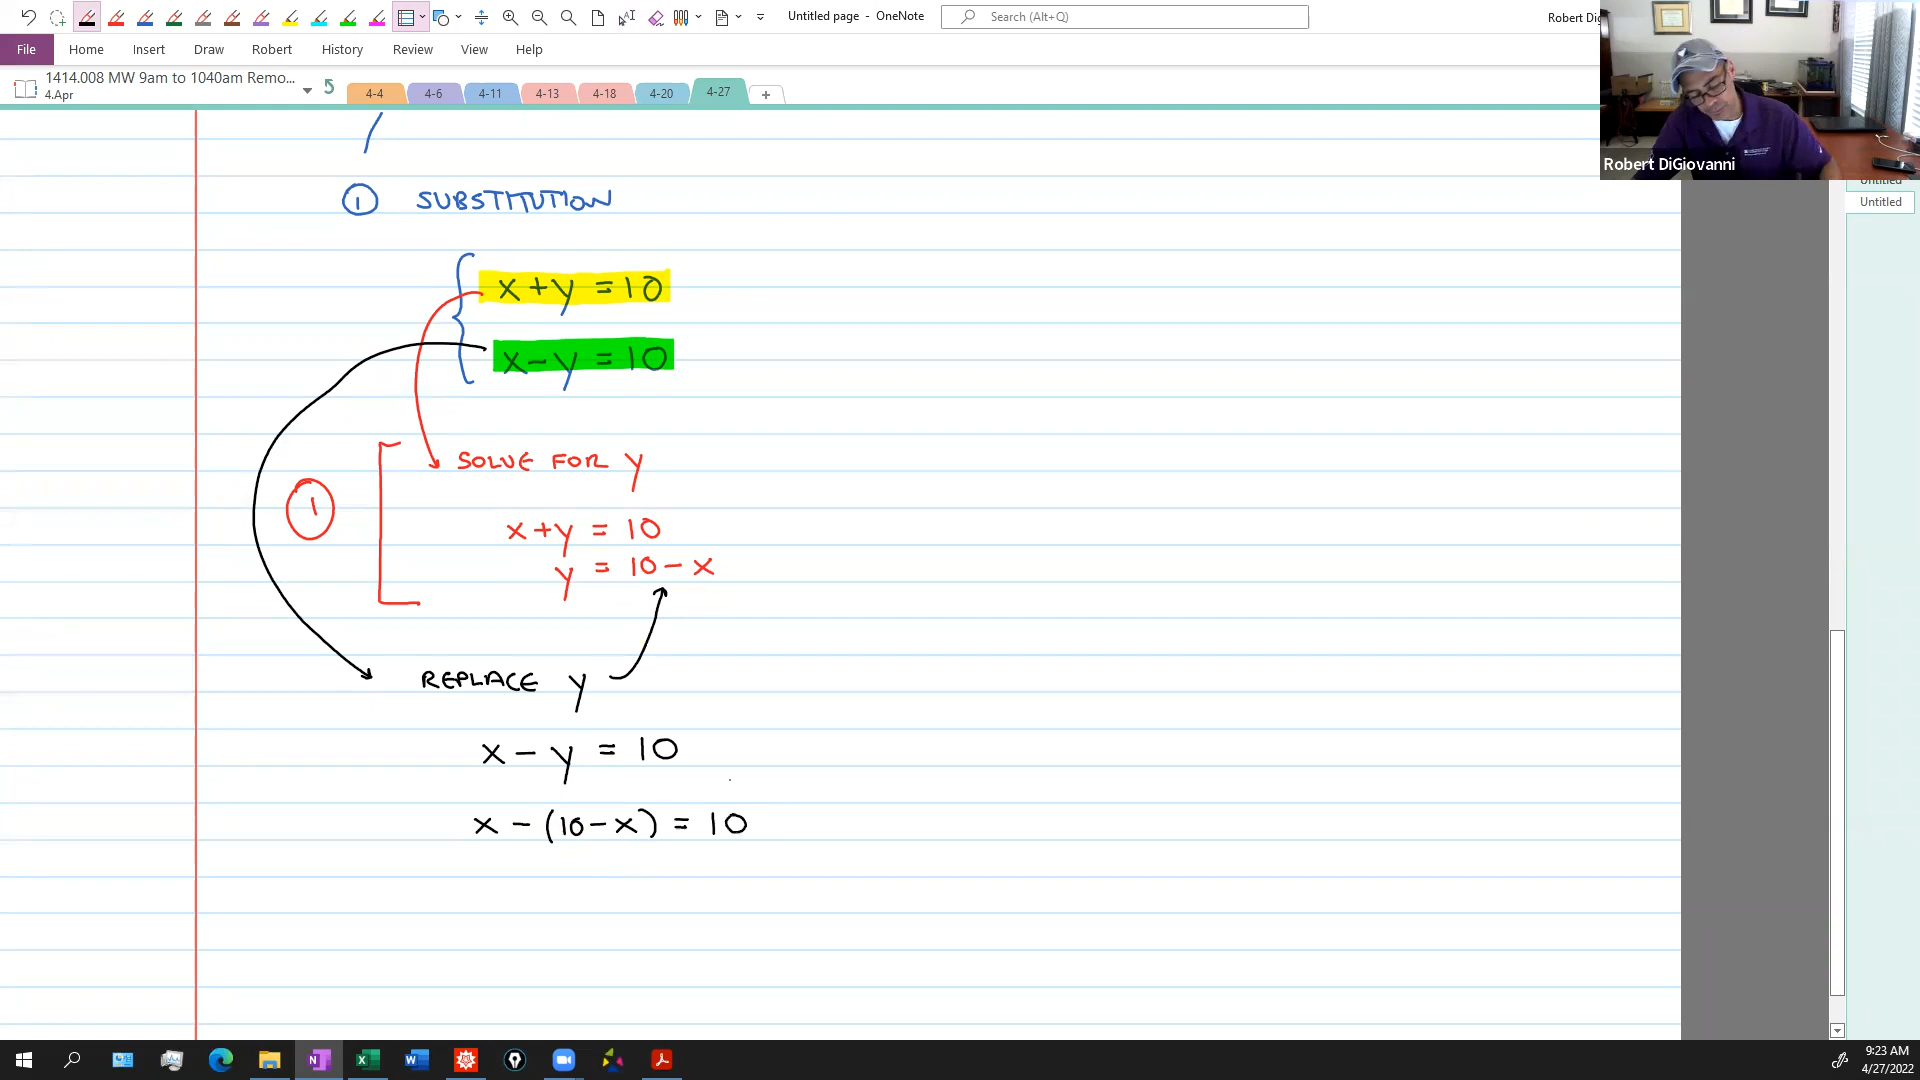 Untitled page - OneNote
Search (Alt+Q)
Robert Di
File
Home
Insert
Draw
Robert
History
Review
View
Help
1414.008 MW 9am to 1040am Remo...
4.Apr
4-4
4-6
4-11
4-13
4-18
4-20
4-27
Robert DiGiovanni
Untitled
Untitled
1 SUBSTITUTION
x+y = 10
x-y = 10
SOLVE FOR y
1
x+y = 10
y = 10-x
REPLACE y
x - y = 10
x - (10-x) = 10
9:23 AM
4/27/2022